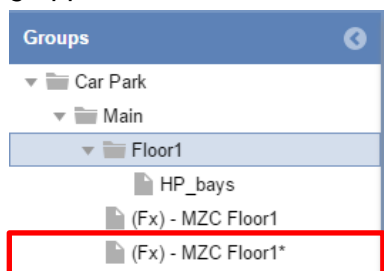 Groups
Car Park
Main
Floor1
HP_bays
(Fx) - MZC Floor1
(Fx) - MZC Floor1*